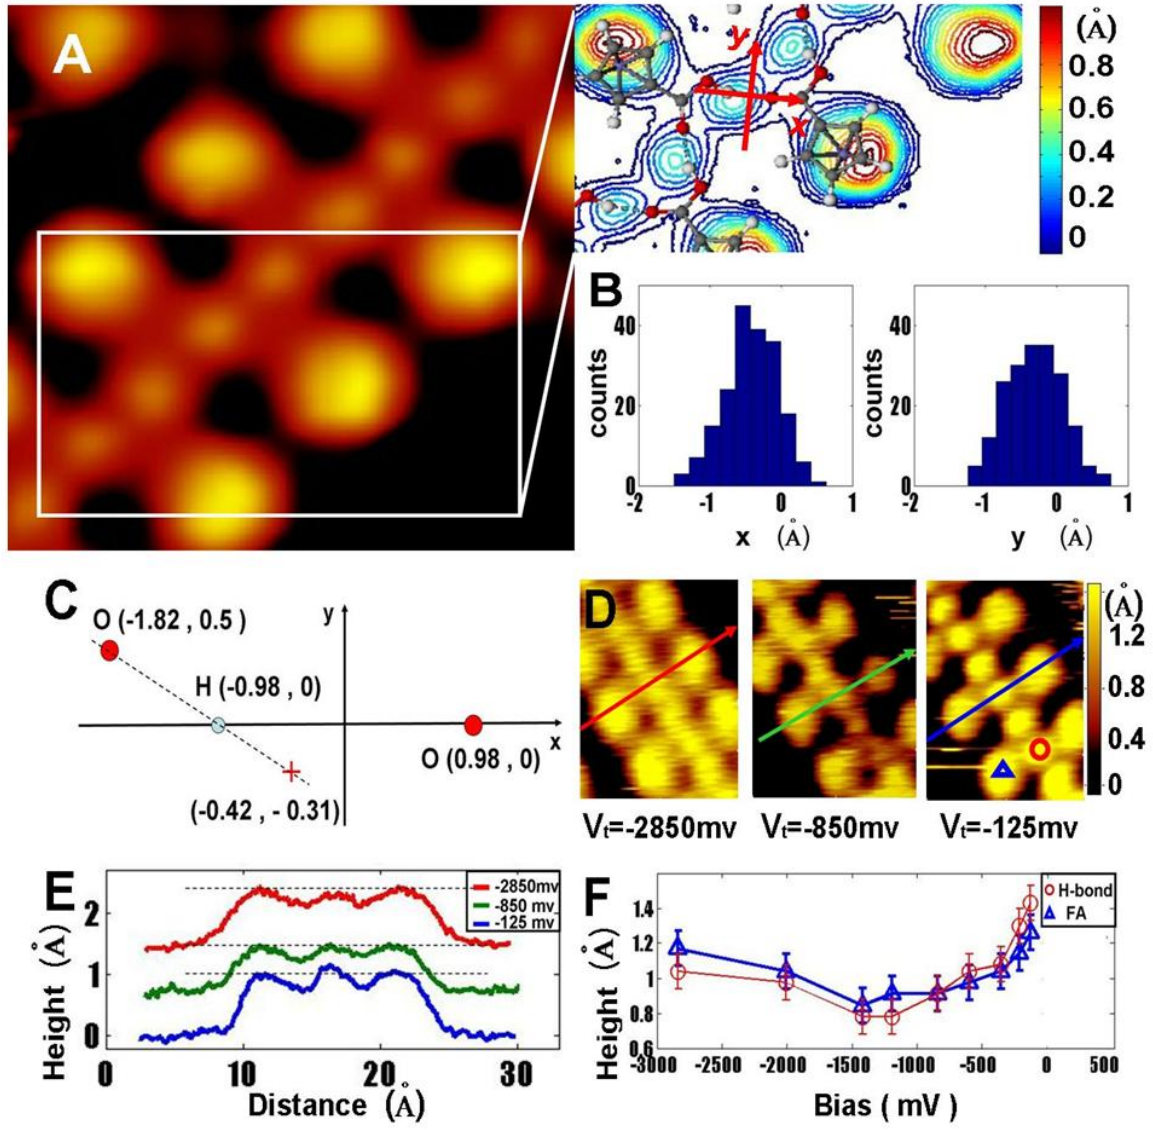 A
y
x
(Å)
0.8
0.6
0.4
0.2
0
B
counts
40
20
0
-2 -1 0 1
x (Å)
counts
40
20
0
-2 -1 0 1
y (Å)
C
y
O (-1.82 , 0.5 )
H (-0.98 , 0)
x
O (0.98 , 0)
(-0.42 , - 0.31)
D
(Å)
1.2
0.8
0.4
0
Vt=-2850mv
Vt=-850mv
Vt=-125mv
E
-2850mv
-850 mv
-125 mv
Height (Å)
2
1
0
0 10 20 30
Distance (Å)
F
H-bond
FA
Height (Å)
1.4
1.2
1
0.8
0.6
-3000 -2500 -2000 -1500 -1000 -500 0 500
Bias ( mV )